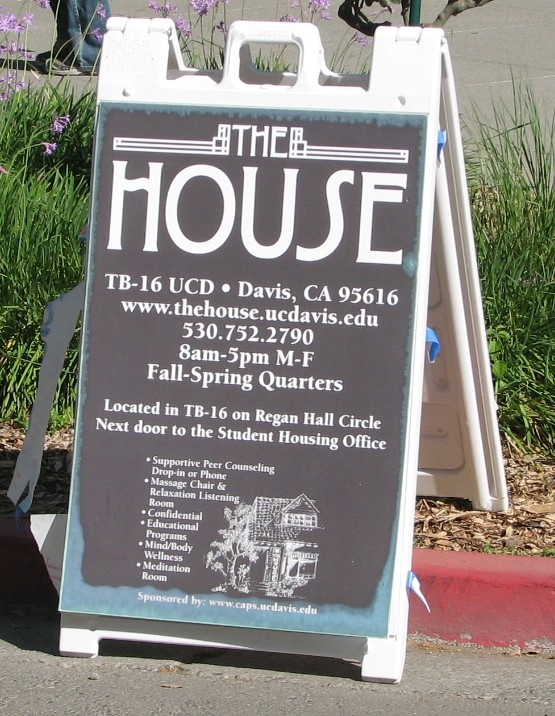 THE
HOUSE
TB-16 UCD • Davis, CA 95616
www.thehouse.ucdavis.edu
530.752.2790
8am-5pm M-F
Fall-Spring Quarters
Located in TB-16 on Regan Hall Circle
Next door to the Student Housing Office
• Supportive Peer Counseling
Drop-in or Phone
• Massage Chair &
Relaxation Listening
Room
• Confidential
• Educational
Programs
• Mind/Body
Wellness
• Meditation
Room
Sponsored by: www.caps.ucdavis.edu